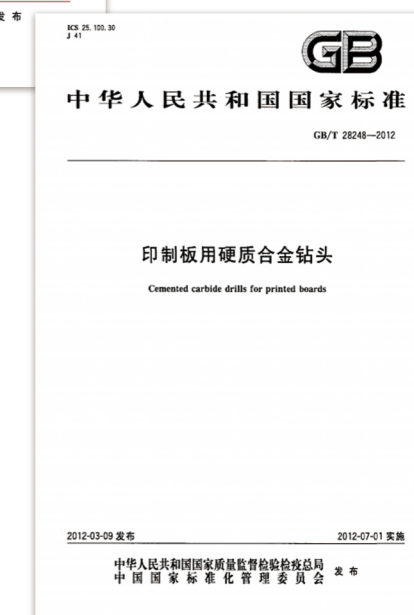 发布
ICS 25.100.30
J 41
GB
中华人民共和国国家标准
GB/T 28248—2012
印制板用硬质合金钻头
Cemented carbide drills for printed boards
2012-03-09 发布
2012-07-01 实施
中华人民共和国国家质量监督检验检疫总局
中国国家标准化管理委员会
发布